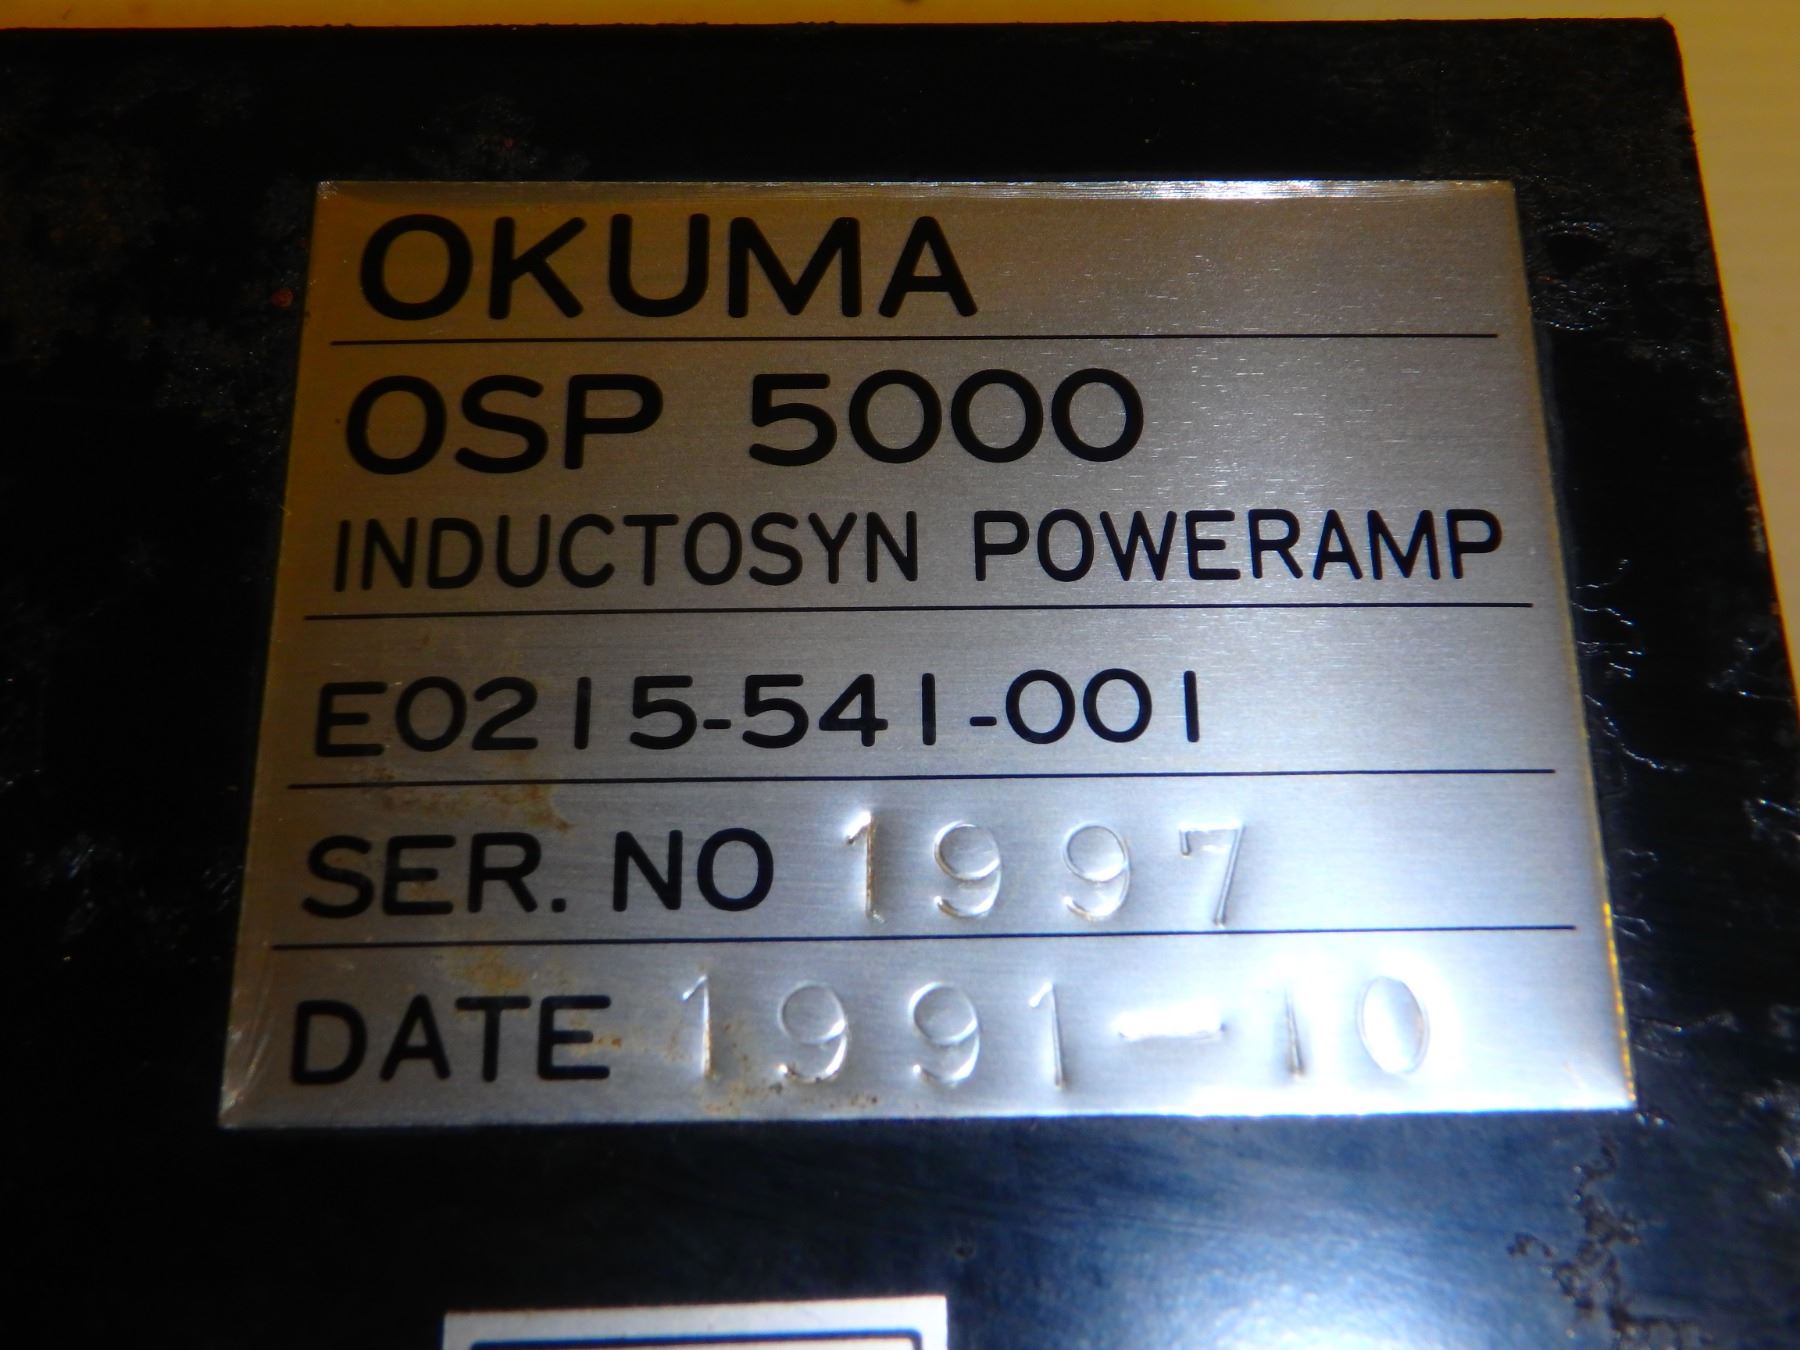 OKUMA
OSP 5000
INDUCTOSYN POWERAMP
E0215-541-001
SER. NO 1997
DATE 1991-10